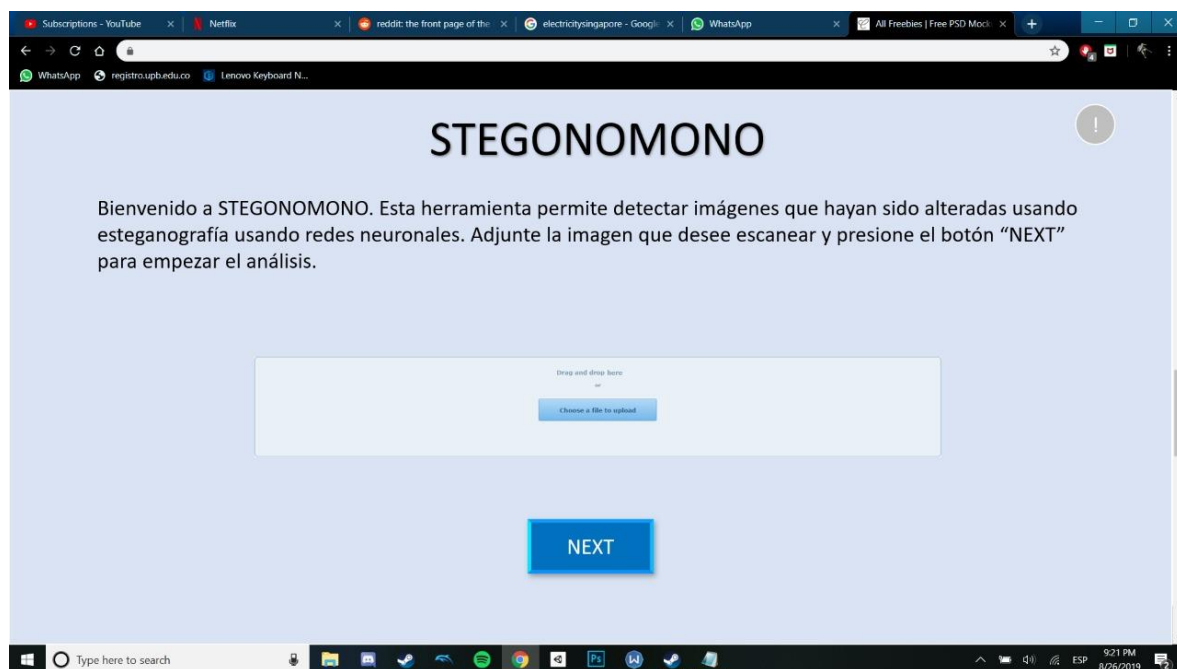 Subscriptions - YouTube
Netflix
reddit: the front page of the
electricitysingapore - Google
WhatsApp
All Freebies | Free PSD Mock
WhatsApp
registro.upb.edu.co
Lenovo Keyboard N...
STEGONOMONO
!
Bienvenido a STEGONOMONO. Esta herramienta permite detectar imágenes que hayan sido alteradas usando
esteganografía usando redes neuronales. Adjunte la imagen que desee escanear y presione el botón “NEXT”
para empezar el análisis.
Drag and drop here
or
Choose a file to upload
NEXT
Type here to search
Ps
W
ESP
9:21 PM
8/26/2019
2